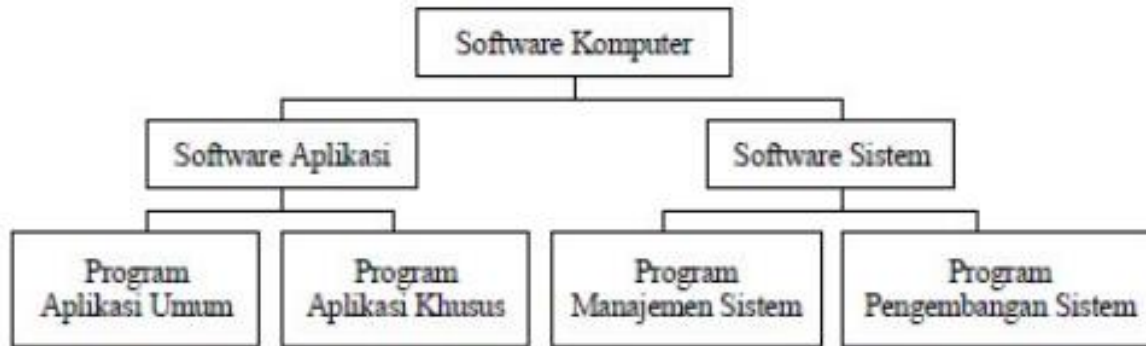 Software Komputer
Software Aplikasi
Software Sistem
Program
Aplikasi Umum
Program
Aplikasi Khusus
Program
Manajemen Sistem
Program
Pengembangan Sistem